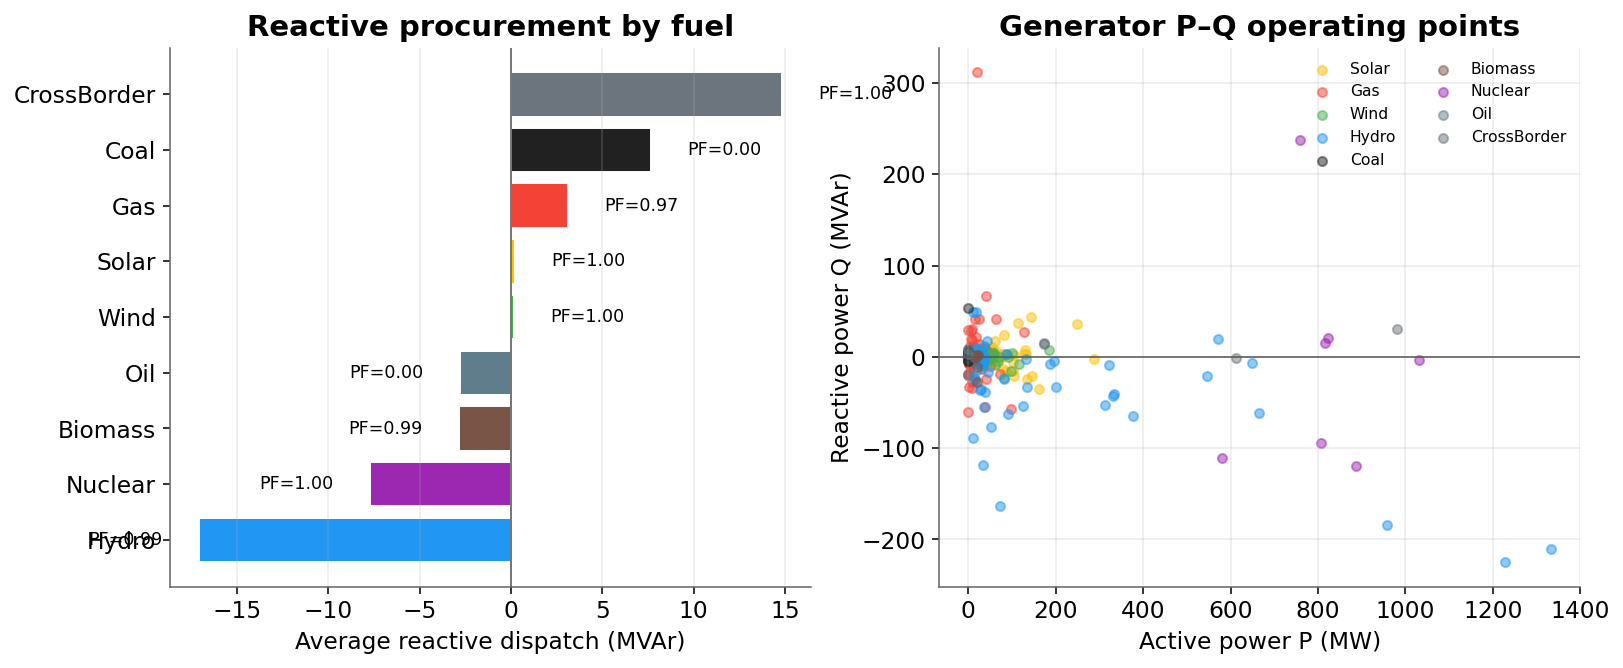 Reactive procurement by fuel
CrossBorder
PF=1.00
Coal
PF=0.00
Gas
PF=0.97
Solar
PF=1.00
Wind
PF=1.00
Oil
PF=0.00
Biomass
PF=0.99
Nuclear
PF=1.00
Hydro
PF=0.99
−15
−10
−5
0
5
10
15
Average reactive dispatch (MVAr)
Generator P–Q operating points
Reactive power Q (MVAr)
300
200
100
0
−100
−200
Solar
Gas
Wind
Hydro
Coal
Biomass
Nuclear
Oil
CrossBorder
0
200
400
600
800
1000
1200
1400
Active power P (MW)